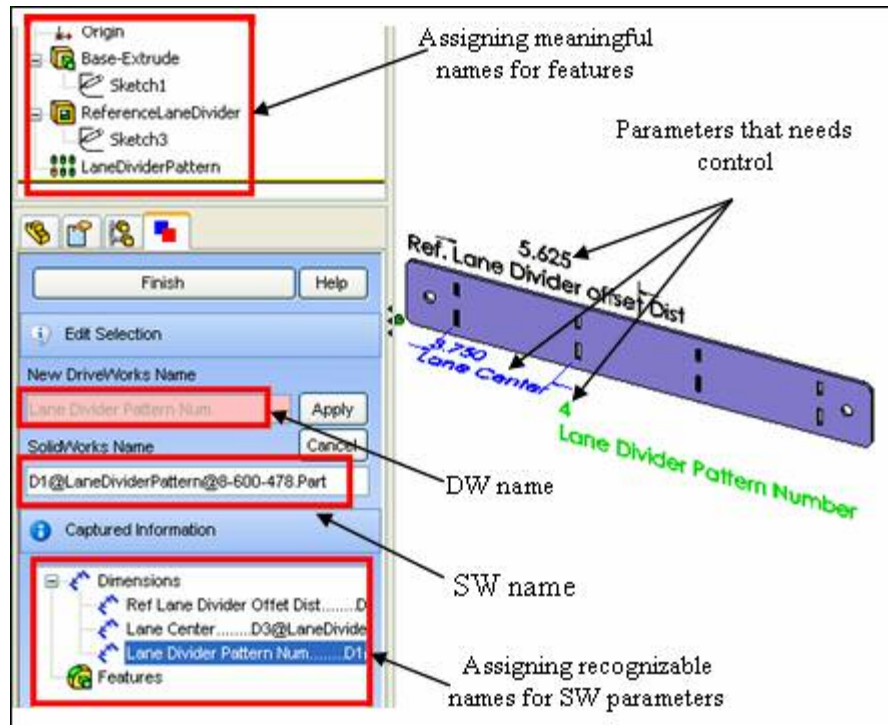 Origin
Base-Extrude
Sketch1
ReferenceLaneDivider
Sketch3
LaneDividerPattern
Assigning meaningful
names for features
Parameters that needs
control
Finish
Help
Edit Selection
New DriveWorks Name
Lane Divider Pattern Num
Apply
SolidWorks Name
Cancel
D1@LaneDividerPattern@8-600-478.Part
Captured Information
Dimensions
Ref Lane Divider Offet Dist........D
Lane Center........D3@LaneDivide
Lane Divider Pattern Num........D1
Features
5.625
Ref. Lane Divider offset Dist
3.750
Lane Center
4
Lane Divider Pattern Number
DW name
SW name
Assigning recognizable
names for SW parameters